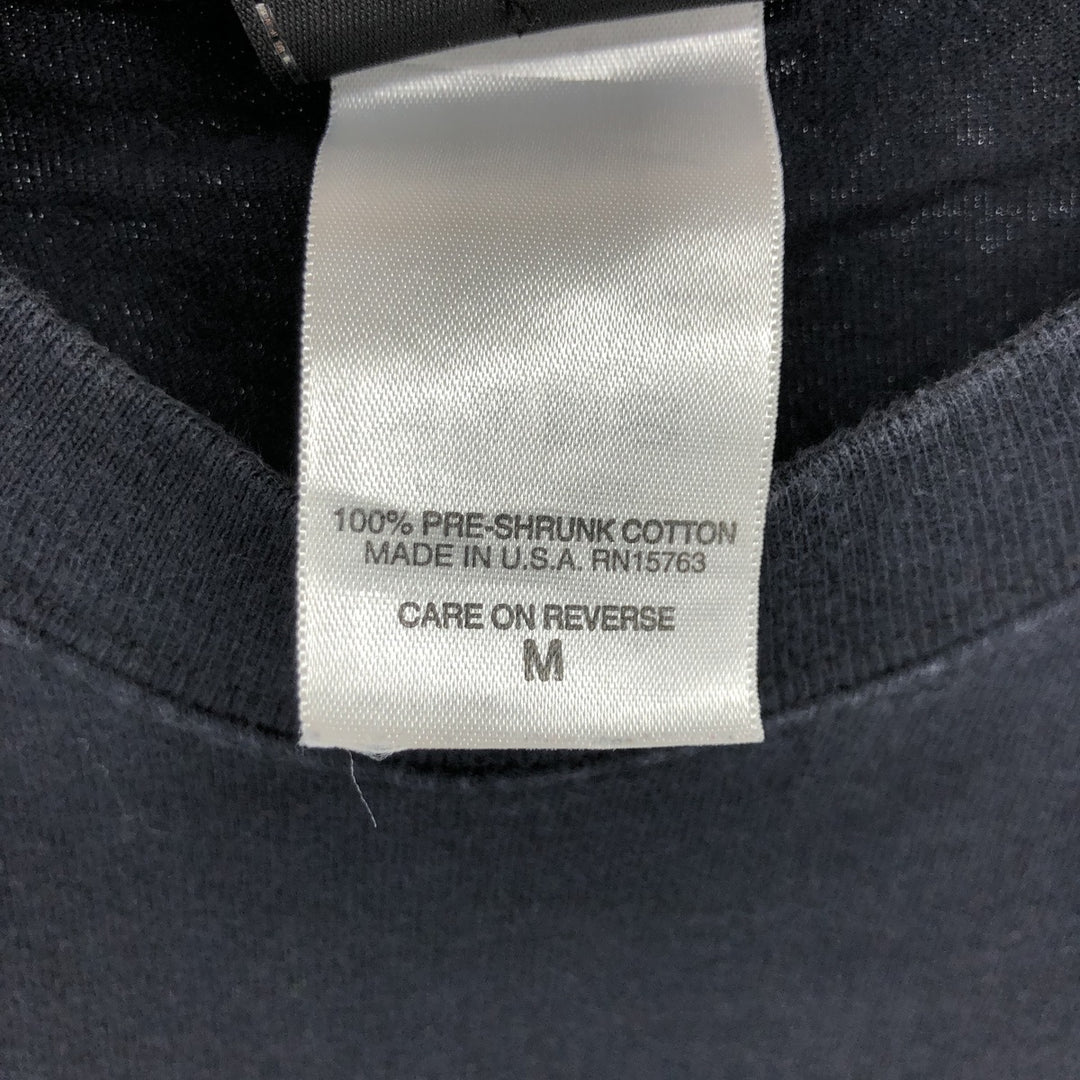 100% PRE-SHRUNK COTTON
MADE IN U.S.A. RN15763
CARE ON REVERSE
M